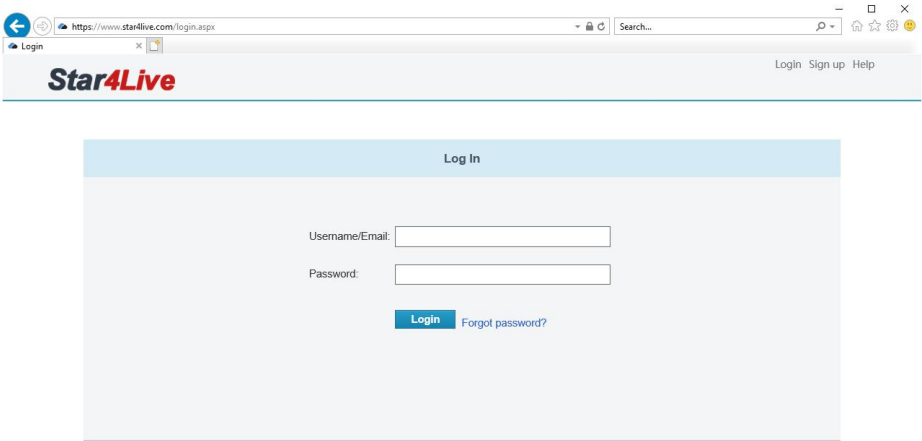 https://www.star4live.com/login.aspx
Search...
Login
Login Sign up Help
Star4Live
Log In
Username/Email:
Password:
Login Forgot password?